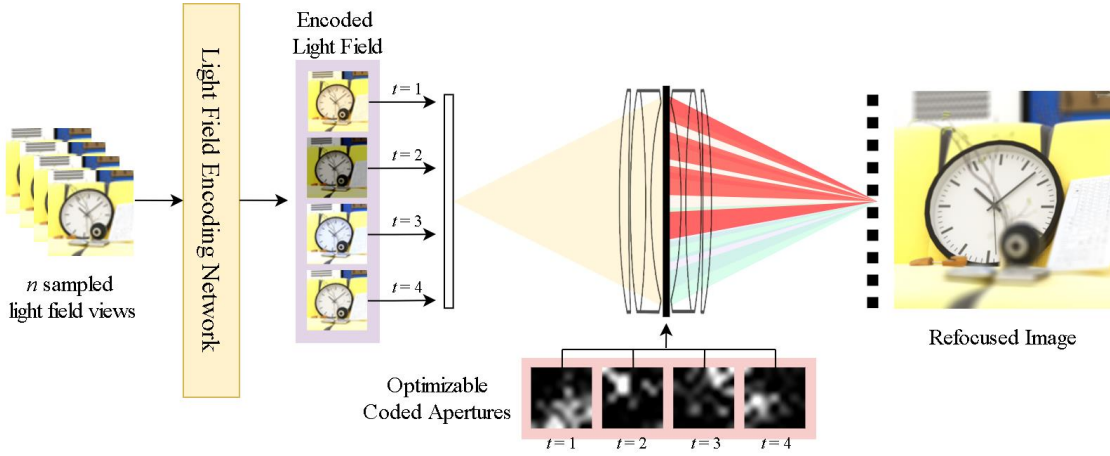 n sampled
light field views
Light Field Encoding Network
Encoded
Light Field
t = 1
t = 2
t = 3
t = 4
Optimizable
Coded Apertures
t = 1
t = 2
t = 3
t = 4
Refocused Image